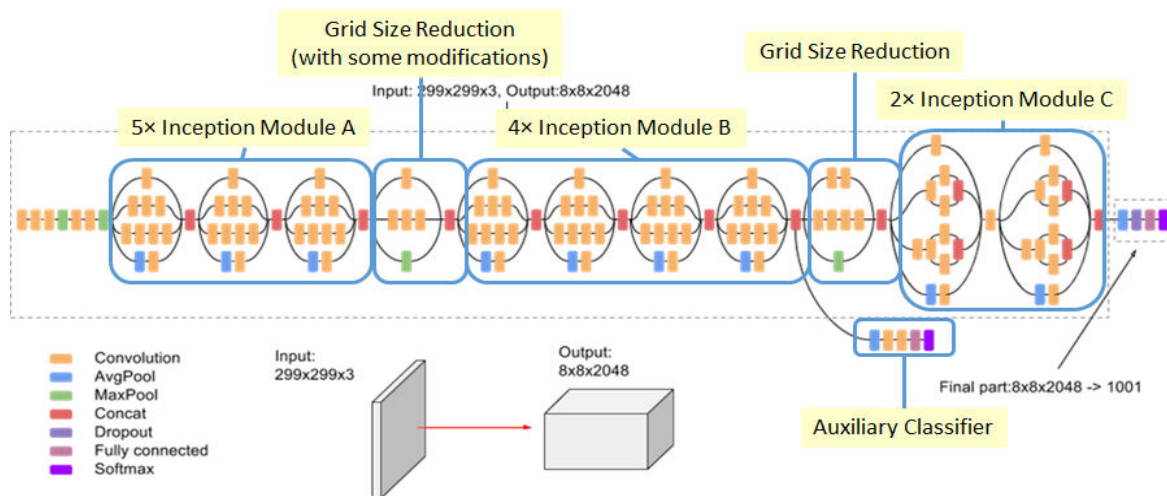 Grid Size Reduction
(with some modifications)
Grid Size Reduction
Input: 299x299x3, Output:8x8x2048
5× Inception Module A
4× Inception Module B
2× Inception Module C
Convolution
AvgPool
MaxPool
Concat
Dropout
Fully connected
Softmax
Input:
299x299x3
Output:
8x8x2048
Final part:8x8x2048 -> 1001
Auxiliary Classifier